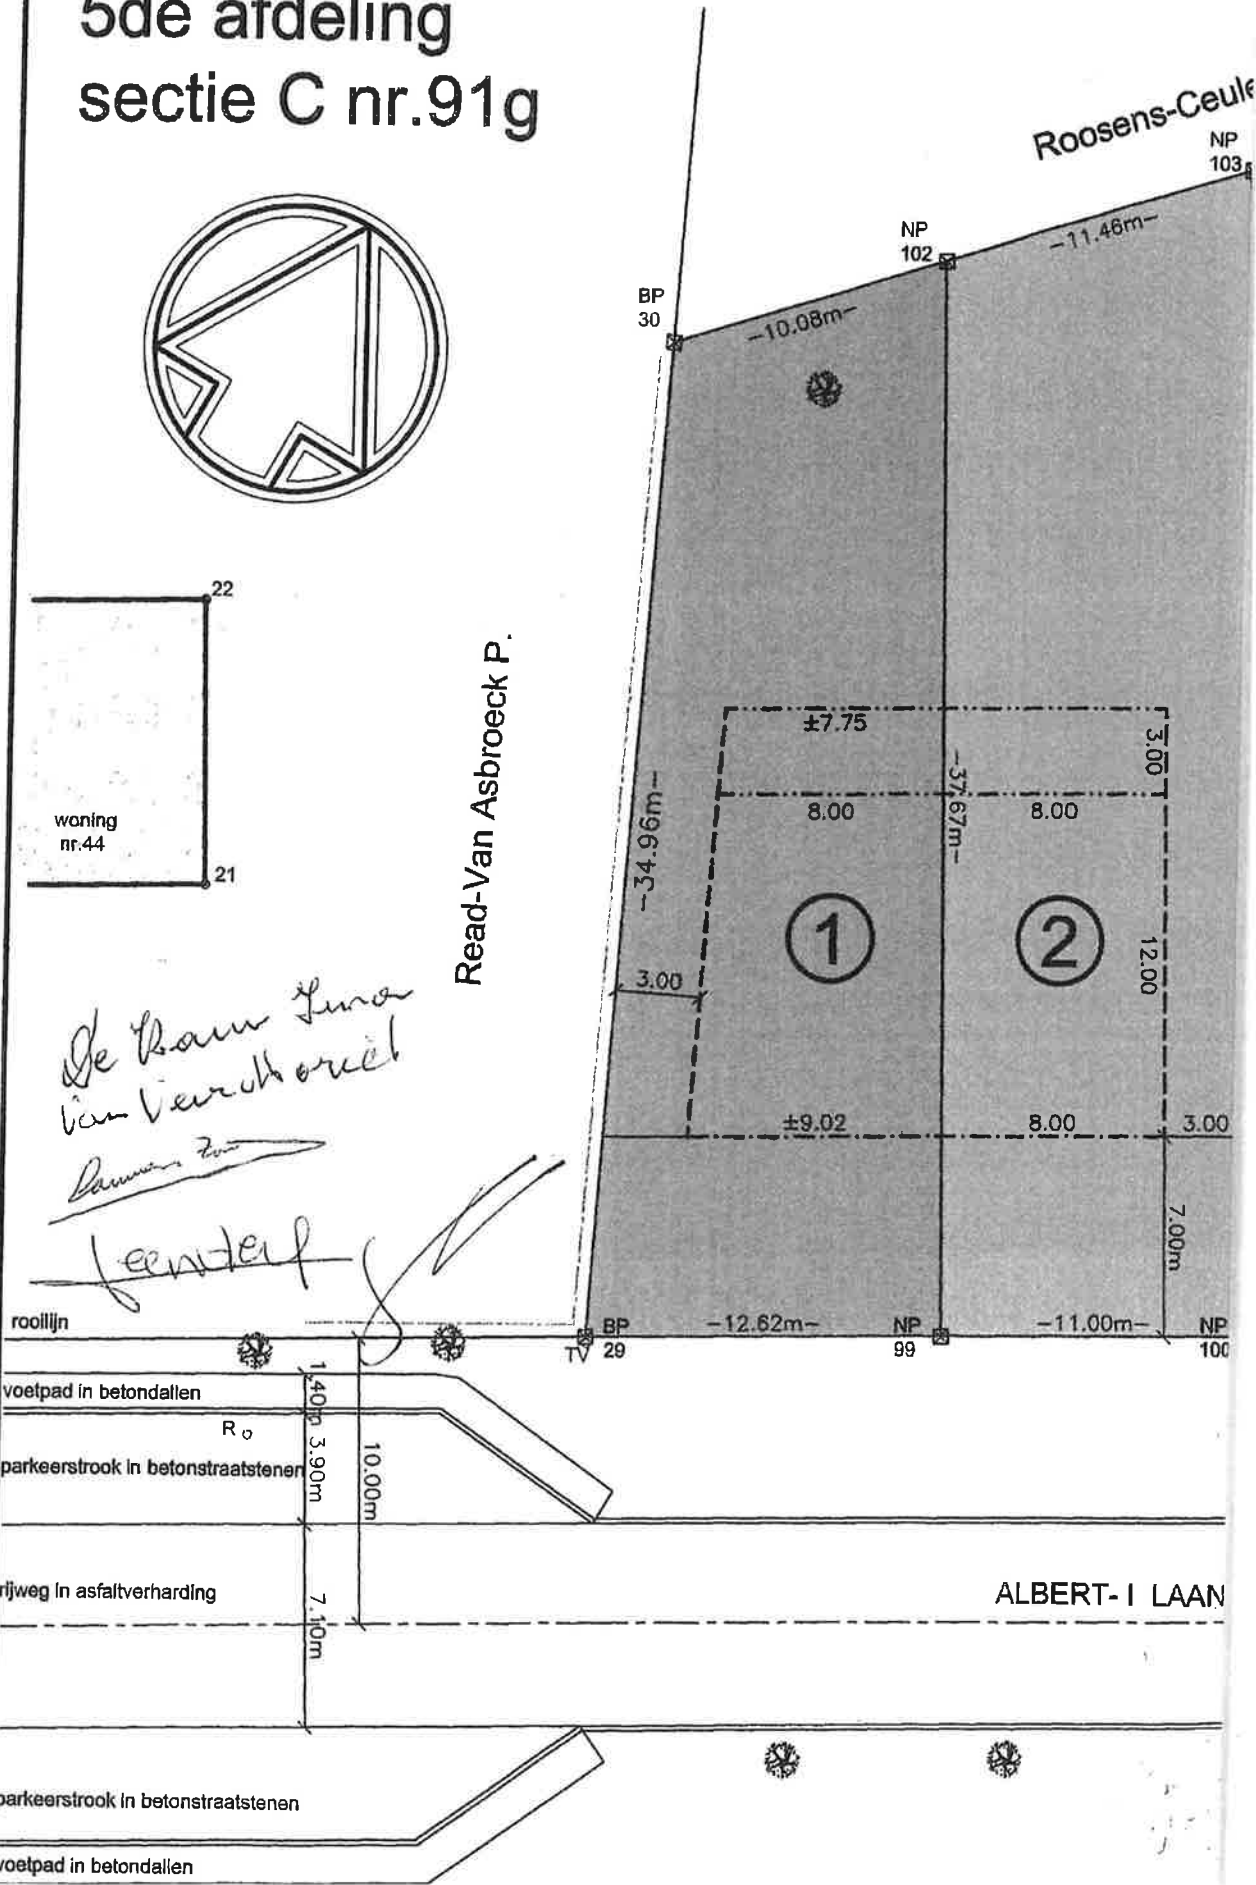 5de afdeling
sectie C nr.91g
Roosens-Ceule
NP
103
-11.46m-
NP
102
-10.08m-
BP
30
22
woning
nr.44
21
Read-Van Asbroeck P.
±7.75
3.00
8.00
8.00
-37.67m-
-34.96m-
1
2
12.00
3.00
±9.02
8.00
3.00
7.00m
De
Van
rooilijn
TV
BP
29
-12.62m-
NP
99
-11.00m-
NP
100
voetpad in betondallen
1.40m
R
parkeerstrook in betonstraatstenen
3.90m
10.00m
rijweg in asfaltverharding
7.10m
ALBERT-I LAAN
parkeerstrook in betonstraatstenen
voetpad in betondallen